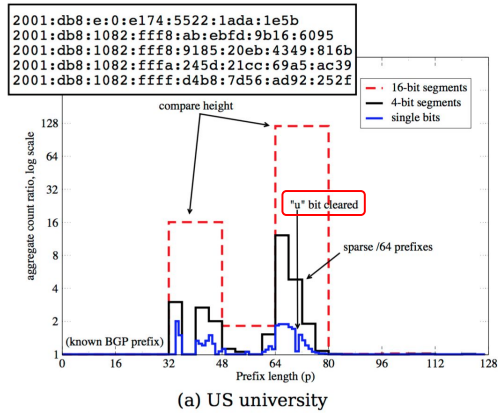 2001:db8:e:0:e174:5522:1ada:1e5b
2001:db8:1082:fff8:ab:ebfd:9b16:6095
2001:db8:1082:fff8:9185:20eb:4349:816b
2001:db8:1082:fffa:245d:21cc:69a5:ac39
2001:db8:1082:ffff:d4b8:7d56:ad92:252f
compare height
16-bit segments
4-bit segments
single bits
"u" bit cleared
sparse /64 prefixes
(known BGP prefix)
aggregate count ratio, log scale
128
64
32
16
8
4
2
1
0 16 32 48 64 80 96 112 128
Prefix length (p)
(a) US university